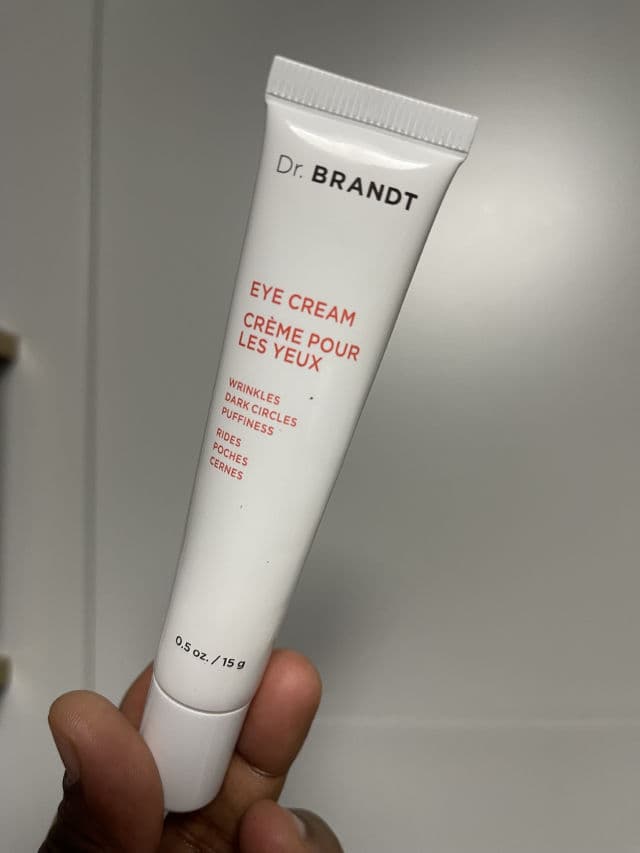 Dr. BRANDT
EYE CREAM
CRÈME POUR
LES YEUX
WRINKLES
DARK CIRCLES
PUFFINESS
RIDES
POCHES
CERNES
0.5 oz. / 15 g